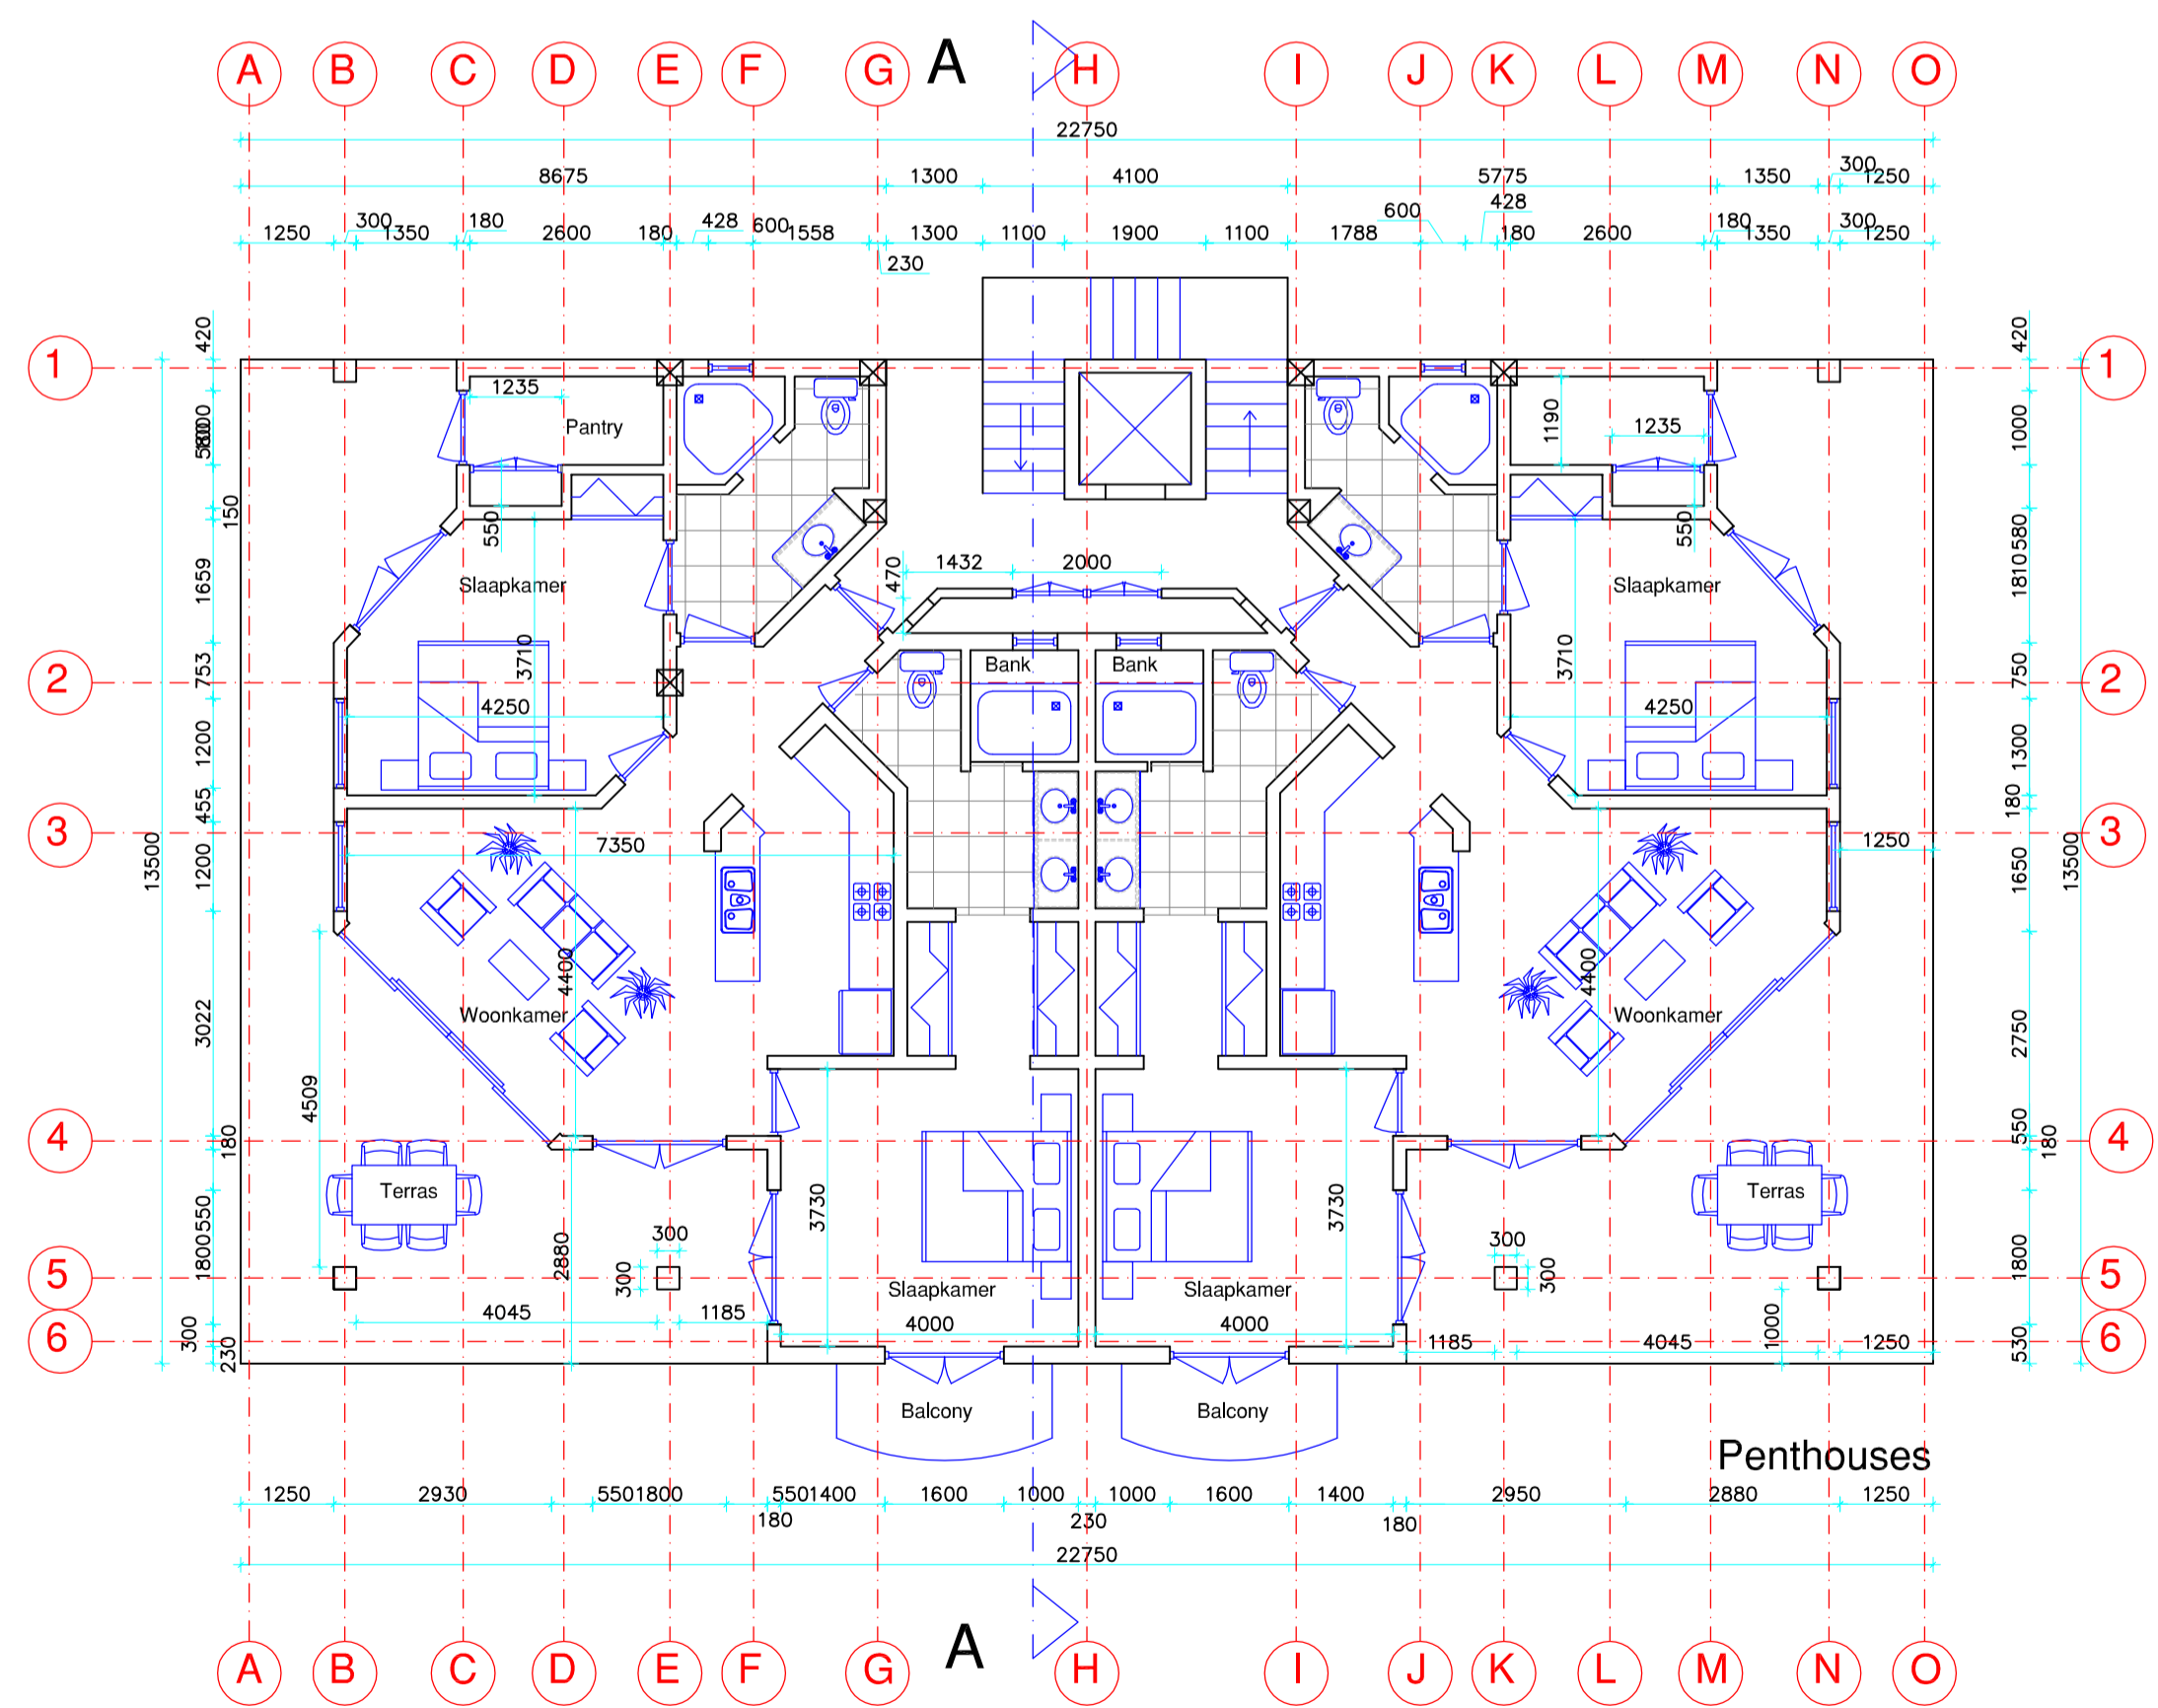 A B C D E F G A H I J K L M N O
22750
8675 1300 4100 5775 1350 300 1250
1250 300 1350 180 2600 180 428 600 1558 1300 1100 1900 1100 1788 600 428 180 2600 180 1350 300 1250
230
420 420
1 1
1235 Pantry 1190 1235 1000
150 550 550 580
1659 Slaapkamer 470 1432 2000 Slaapkamer 1810
3710 Bank Bank 3710
2 753 4250 4250 750 2
1200 1300
455 180
3 7350 1250 3
13500 1200 1650 13500
4400 4400
3022 Woonkamer Woonkamer 2750
4509
4 180 550 180 4
Terras 3730 3730 Terras
550 300 300
1800 2880 300 300 1800
5 Slaapkamer Slaapkamer 5
4045 1185 4000 4000 1185 4045 1000 1250
6 300 230 530 6
Balcony Balcony
Penthouses
1250 2930 550 1800 550 1400 1600 1000 1000 1600 1400 2950 2880 1250
180 230 180
22750
A
A B C D E F G H I J K L M N O